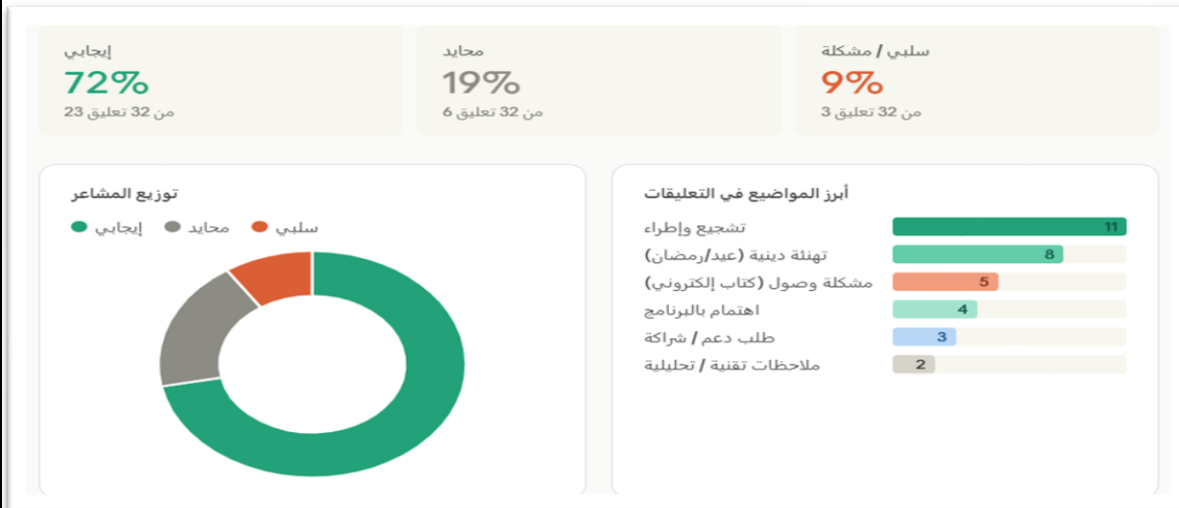 إيجابي
72%
من 32 تعليق 23
محايد
19%
من 32 تعليق 6
سلبي / مشكلة
9%
من 32 تعليق 3
توزيع المشاعر
إيجابي محايد سلبي
أبرز المواضيع في التعليقات
تشجيع وإطراء 11
تهنئة دينية (عيد/رمضان) 8
مشكلة وصول (كتاب إلكتروني) 5
اهتمام بالبرنامج 4
طلب دعم / شراكة 3
ملاحظات تقنية / تحليلية 2